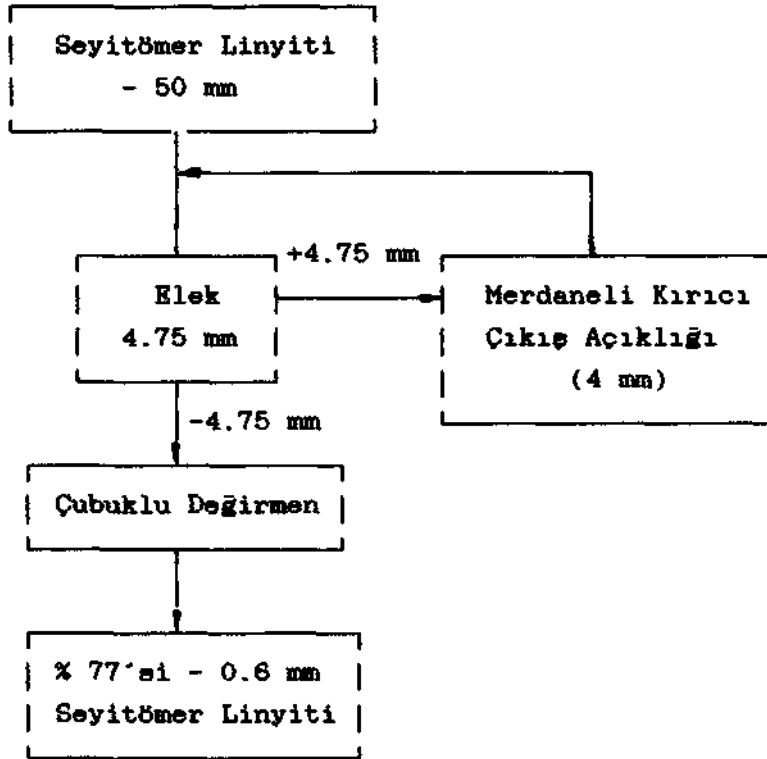 Seyitömer Linyiti
- 50 mm
+4.75 mm
Elek
4.75 mm
Merdaneli Kırıcı
Çıkış Açıklığı
(4 mm)
-4.75 mm
Çubuklu Değirmen
% 77'si - 0.6 mm
Seyitömer Linyiti